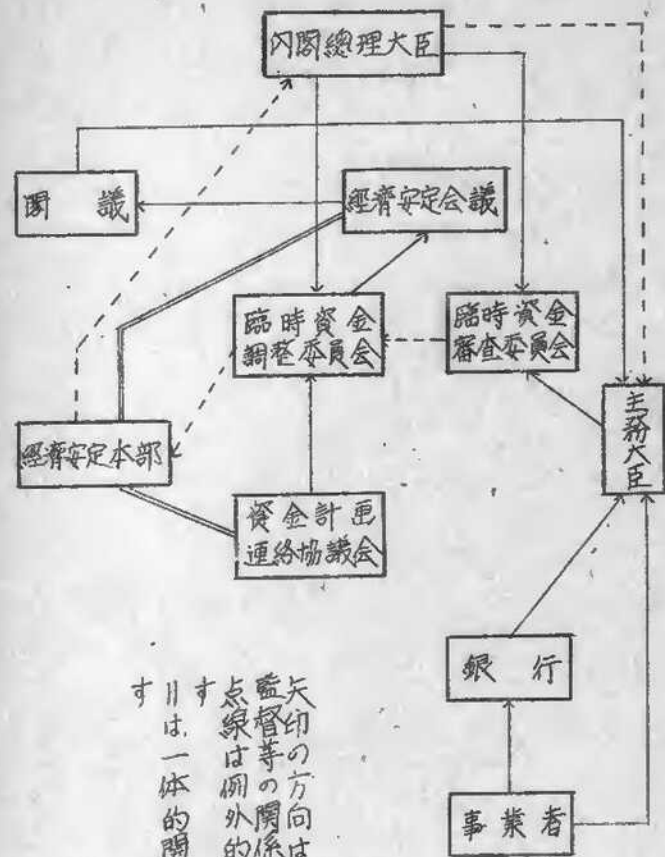 内閣總理大臣
閣議
經濟安定会議
臨時資金
調整委員会
臨時資金
審査委員会
主務大臣
經濟安定本部
資金計画
連絡協議会
銀行
事業者
矢印の方向は
監督等の関係
点線は例外的
す
〃は一体的関
す